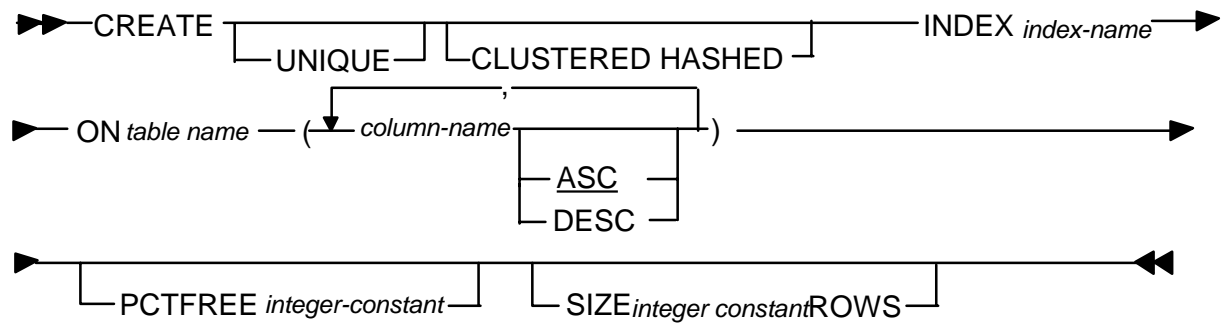 CREATE INDEX index-name
UNIQUE CLUSTERED HASHED
,
ON table name ( column-name )
ASC
DESC
PCTFREE integer-constant SIZE integer constant ROWS